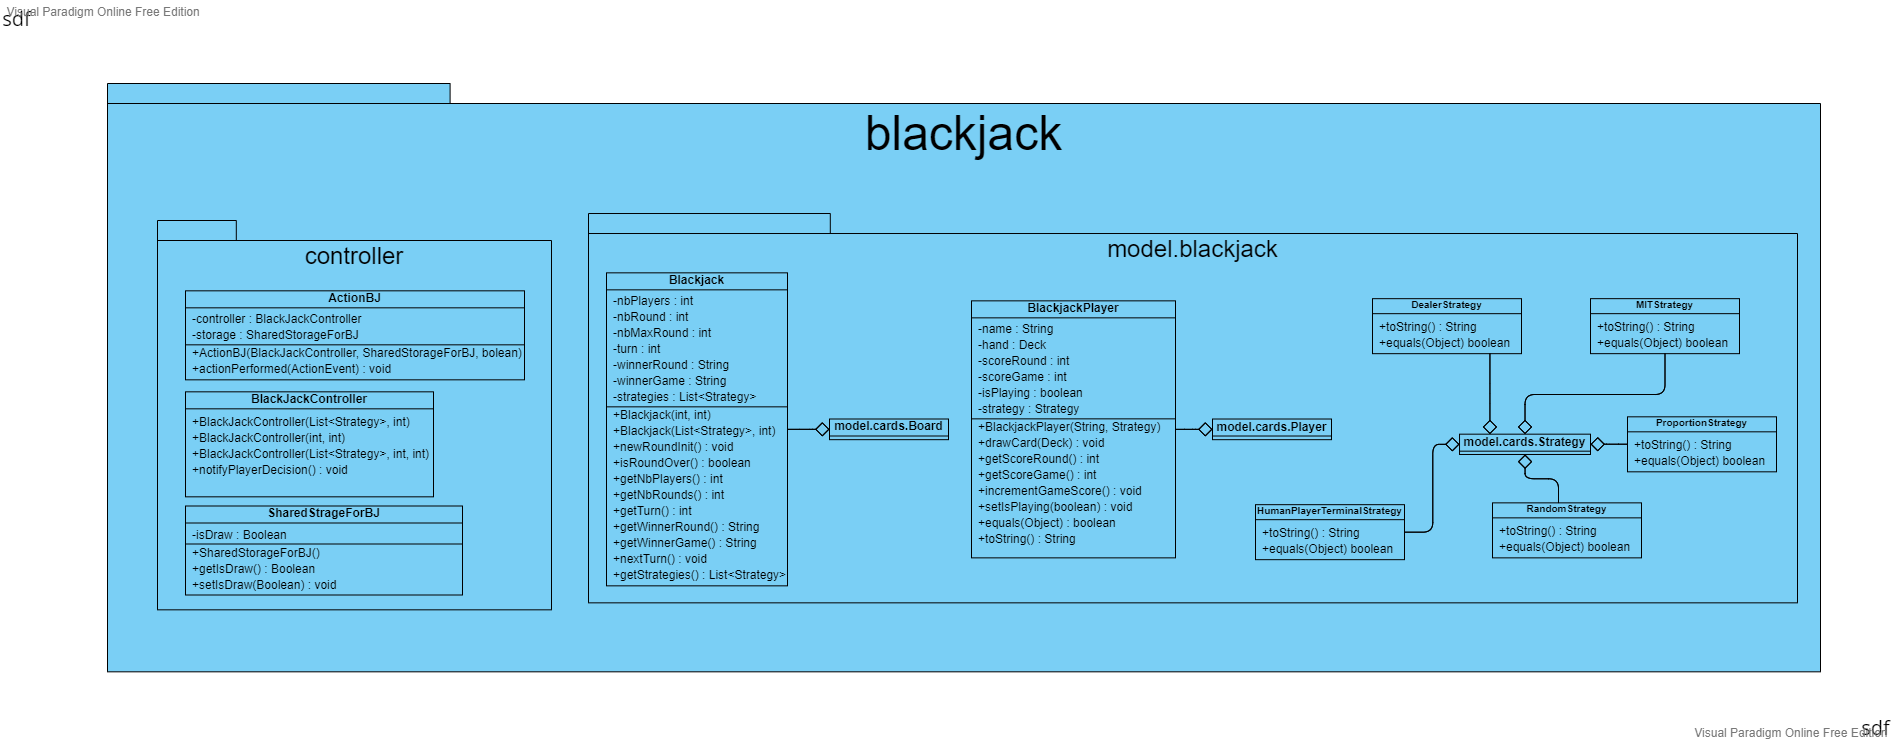 Visual Paradigm Online Free Edition
sdf
blackjack
controller
ActionBJ
-controller : BlackJackController
-storage : SharedStorageForBJ
+ActionBJ(BlackJackController, SharedStorageForBJ, bolean)
+actionPerformed(ActionEvent) : void
BlackJackController
+BlackJackController(List<Strategy>, int)
+BlackJackController(int, int)
+BlackJackController(List<Strategy>, int, int)
+notifyPlayerDecision() : void
SharedStrageForBJ
-isDraw : Boolean
+SharedStorageForBJ()
+getIsDraw() : Boolean
+setIsDraw(Boolean) : void
model.blackjack
Blackjack
-nbPlayers : int
-nbRound : int
-nbMaxRound : int
-turn : int
-winnerRound : String
-winnerGame : String
-strategies : List<Strategy>
+Blackjack(int, int)
+Blackjack(List<Strategy>, int)
+newRoundInit() : void
+isRoundOver() : boolean
+getNbPlayers() : int
+getNbRounds() : int
+getTurn() : int
+getWinnerRound() : String
+getWinnerGame() : String
+nextTurn() : void
+getStrategies() : List<Strategy>
model.cards.Board
BlackjackPlayer
-name : String
-hand : Deck
-scoreRound : int
-scoreGame : int
-isPlaying : boolean
-strategy : Strategy
+BlackjackPlayer(String, Strategy)
+drawCard(Deck) : void
+getScoreRound() : int
+getScoreGame() : int
+incrementGameScore() : void
+setIsPlaying(boolean) : void
+equals(Object) : boolean
+toString() : String
model.cards.Player
DealerStrategy
+toString() : String
+equals(Object) boolean
MITStrategy
+toString() : String
+equals(Object) boolean
model.cards.Strategy
ProportionStrategy
+toString() : String
+equals(Object) boolean
HumanPlayerTerminalStrategy
+toString() : String
+equals(Object) boolean
RandomStrategy
+toString() : String
+equals(Object) boolean
sdf
Visual Paradigm Online Free Edition